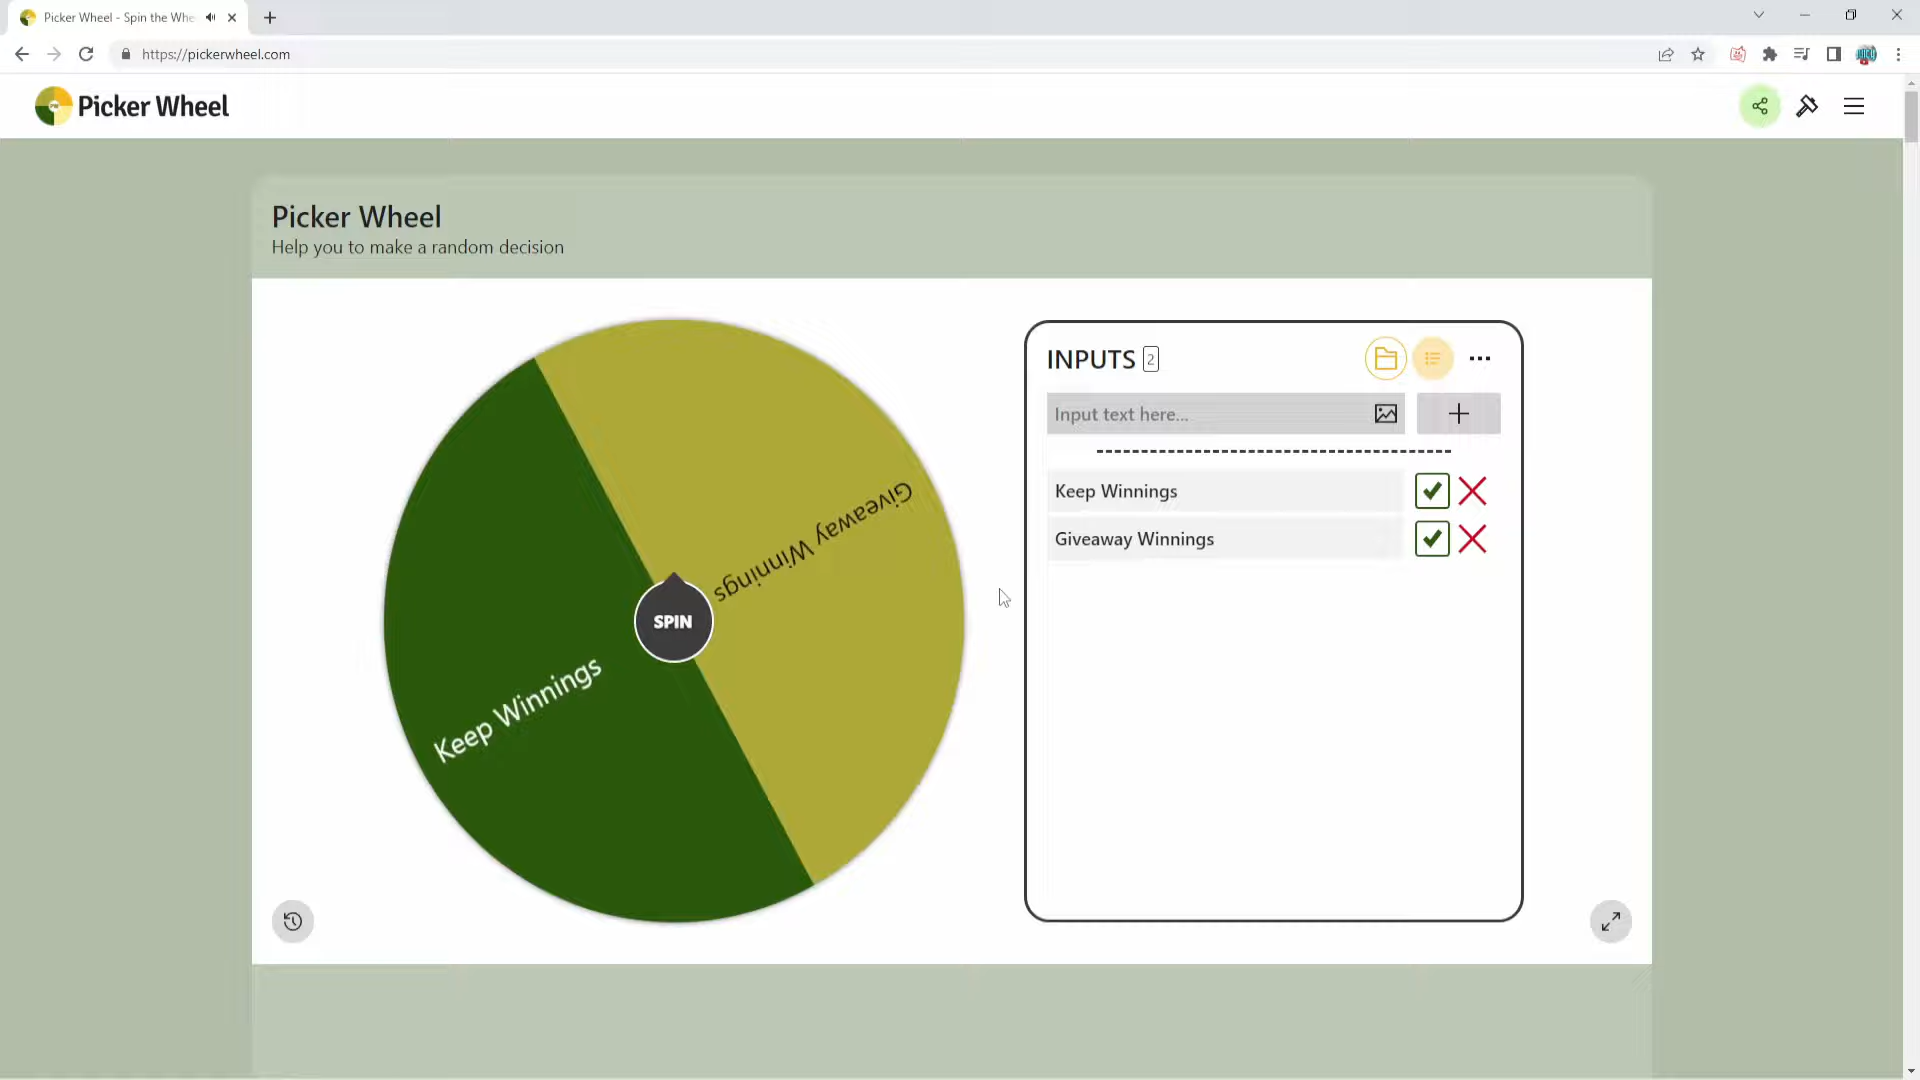 Picker Wheel - Spin the Whe
https://pickerwheel.com
Picker Wheel
Picker Wheel
Help you to make a random decision
INPUTS 2
Input text here...
Keep Winnings
Giveaway Winnings
Giveaway Winnings
SPIN
Keep Winnings